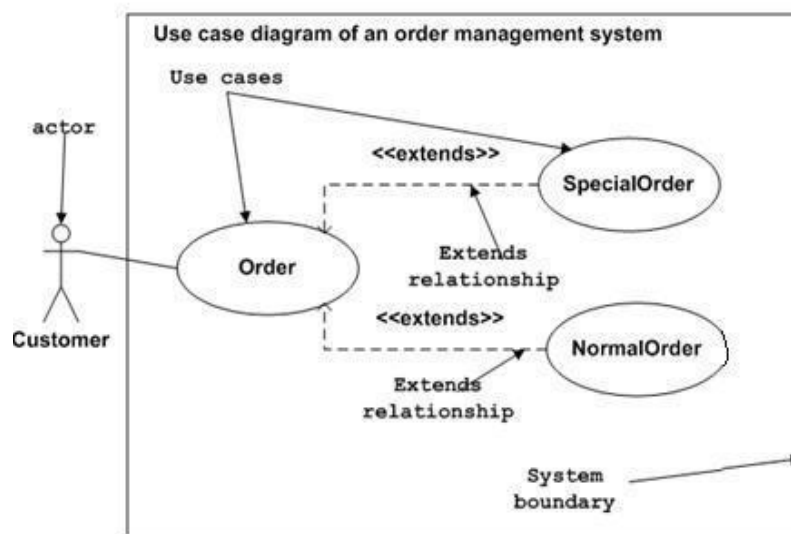 Use case diagram of an order management system
Use cases
actor
<<extends>>
SpecialOrder
Extends
relationship
Order
<<extends>>
Customer
NormalOrder
Extends
relationship
System
boundary